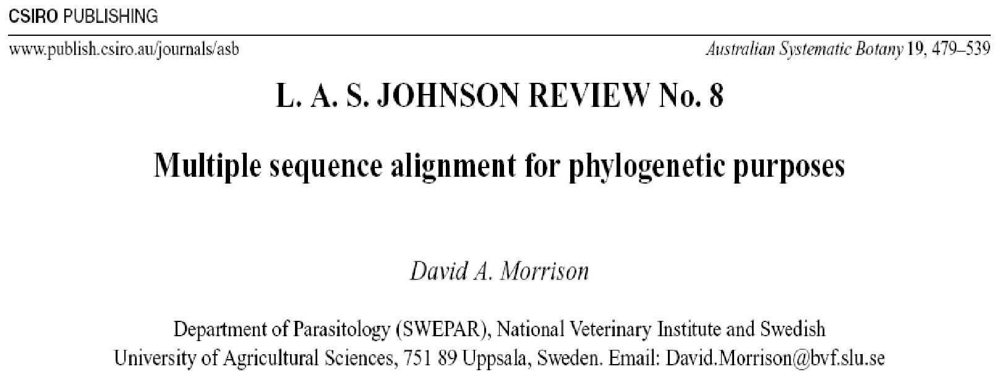 CSIRO PUBLISHING
www.publish.csiro.au/journals/asb
Australian Systematic Botany 19, 479–539
L. A. S. JOHNSON REVIEW No. 8
Multiple sequence alignment for phylogenetic purposes
David A. Morrison
Department of Parasitology (SWEPAR), National Veterinary Institute and Swedish
University of Agricultural Sciences, 751 89 Uppsala, Sweden. Email: David.Morrison@bvf.slu.se